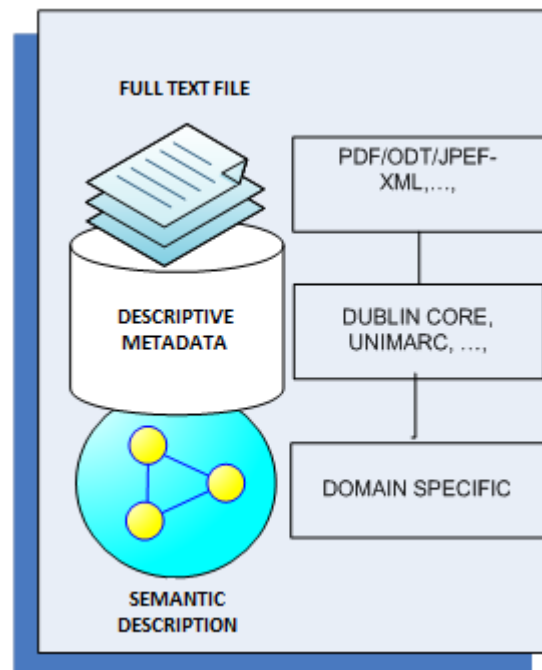 FULL TEXT FILE
PDF/ODT/JPEF-
XML,...,
DESCRIPTIVE
METADATA
DUBLIN CORE,
UNIMARC, ...,
DOMAIN SPECIFIC
SEMANTIC
DESCRIPTION